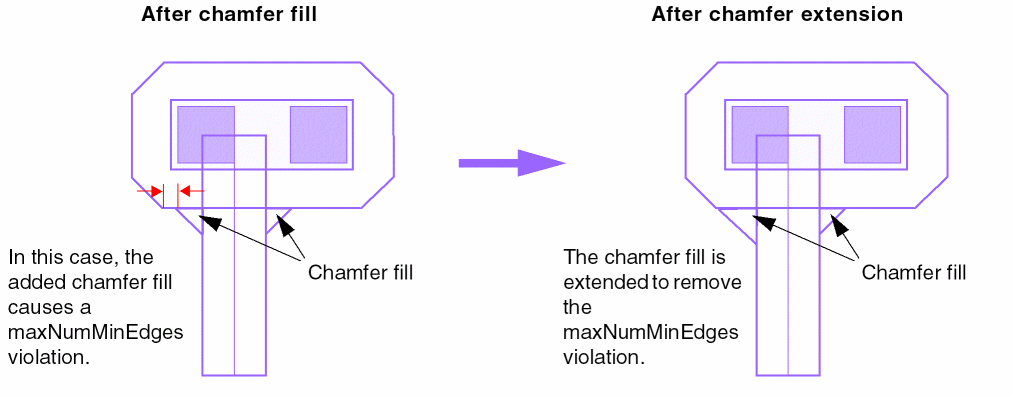 After chamfer fill
After chamfer extension
In this case, the
added chamfer fill
causes a
maxNumMinEdges
violation.
Chamfer fill
The chamfer fill is
extended to remove
the
maxNumMinEdges
violation.
Chamfer fill